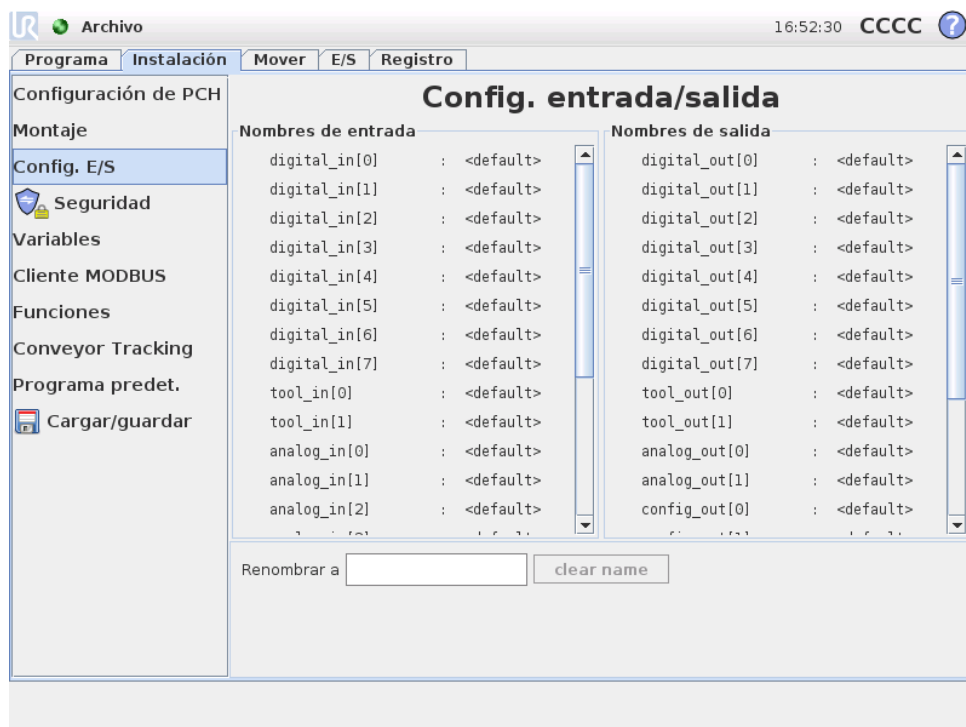 UR Archivo 16:52:30 CCCC ?
Programa Instalación Mover E/S Registro
Configuración de PCH
Montaje
Config. E/S
Seguridad
Variables
Cliente MODBUS
Funciones
Conveyor Tracking
Programa predet.
Cargar/guardar
Config. entrada/salida
Nombres de entrada
digital_in[0] : <default>
digital_in[1] : <default>
digital_in[2] : <default>
digital_in[3] : <default>
digital_in[4] : <default>
digital_in[5] : <default>
digital_in[6] : <default>
digital_in[7] : <default>
tool_in[0] : <default>
tool_in[1] : <default>
analog_in[0] : <default>
analog_in[1] : <default>
analog_in[2] : <default>
Nombres de salida
digital_out[0] : <default>
digital_out[1] : <default>
digital_out[2] : <default>
digital_out[3] : <default>
digital_out[4] : <default>
digital_out[5] : <default>
digital_out[6] : <default>
digital_out[7] : <default>
tool_out[0] : <default>
tool_out[1] : <default>
analog_out[0] : <default>
analog_out[1] : <default>
config_out[0] : <default>
Renombrar a clear name